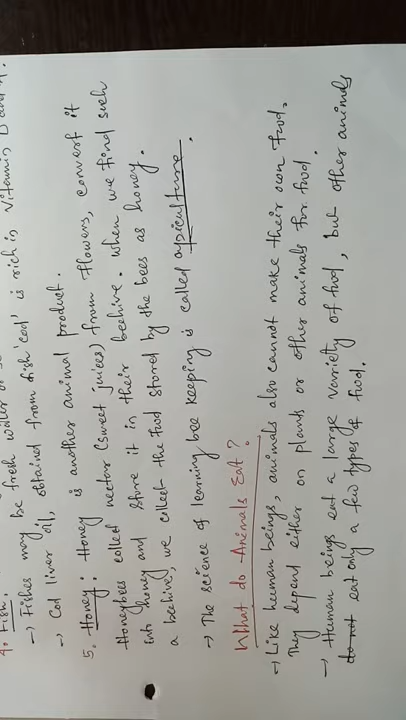 4. Fish.
→ Fishes may be fresh water or
→ Cod liver oil, obtained from fish 'cod' is rich in Vitamin D and A.
5. Honey: Honey is another animal product.
Honeybees called nector (sweet juices) from flowers, convert it
into honey and store it in their beehive. when we find such
a beehive, we collect the food stored by the bees as honey.
→ The science of learning bee keeping is called apiculture.
What do Animals Eat?
→ Like human beings, animals also cannot make their own food.
They depend either on plants or other animals for food.
→ Human beings eat a large variety of food, but other animals
do not eat only a few types of food.